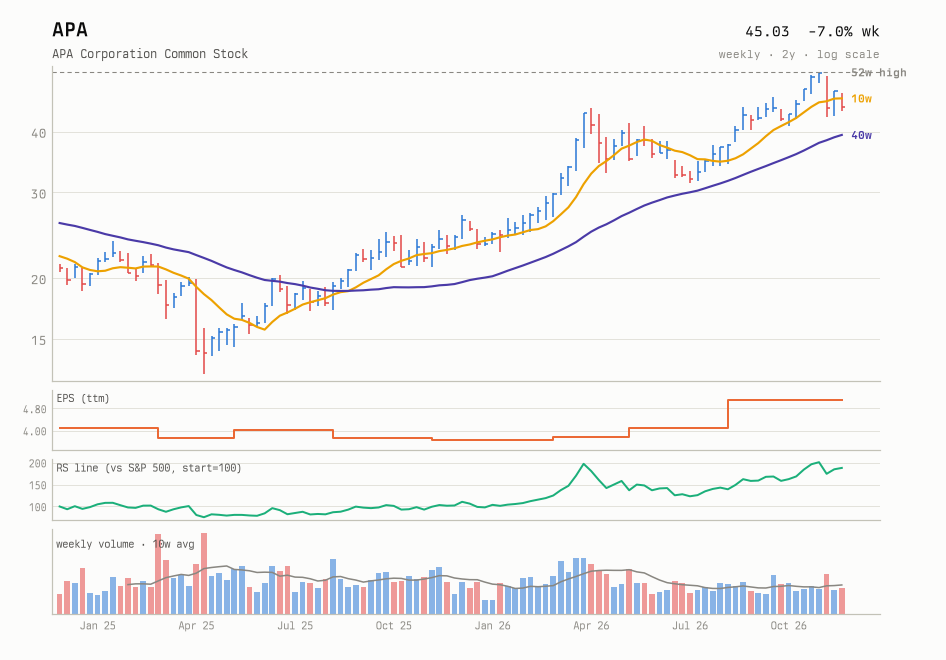 APA
45.03 -7.0% wk
APA Corporation Common Stock
weekly · 2y · log scale
52w high
10w
40w
40
30
20
15
EPS (ttm)
4.80
4.00
RS line (vs S&P 500, start=100)
200
150
100
weekly volume · 10w avg
Jan 25 Apr 25 Jul 25 Oct 25 Jan 26 Apr 26 Jul 26 Oct 26